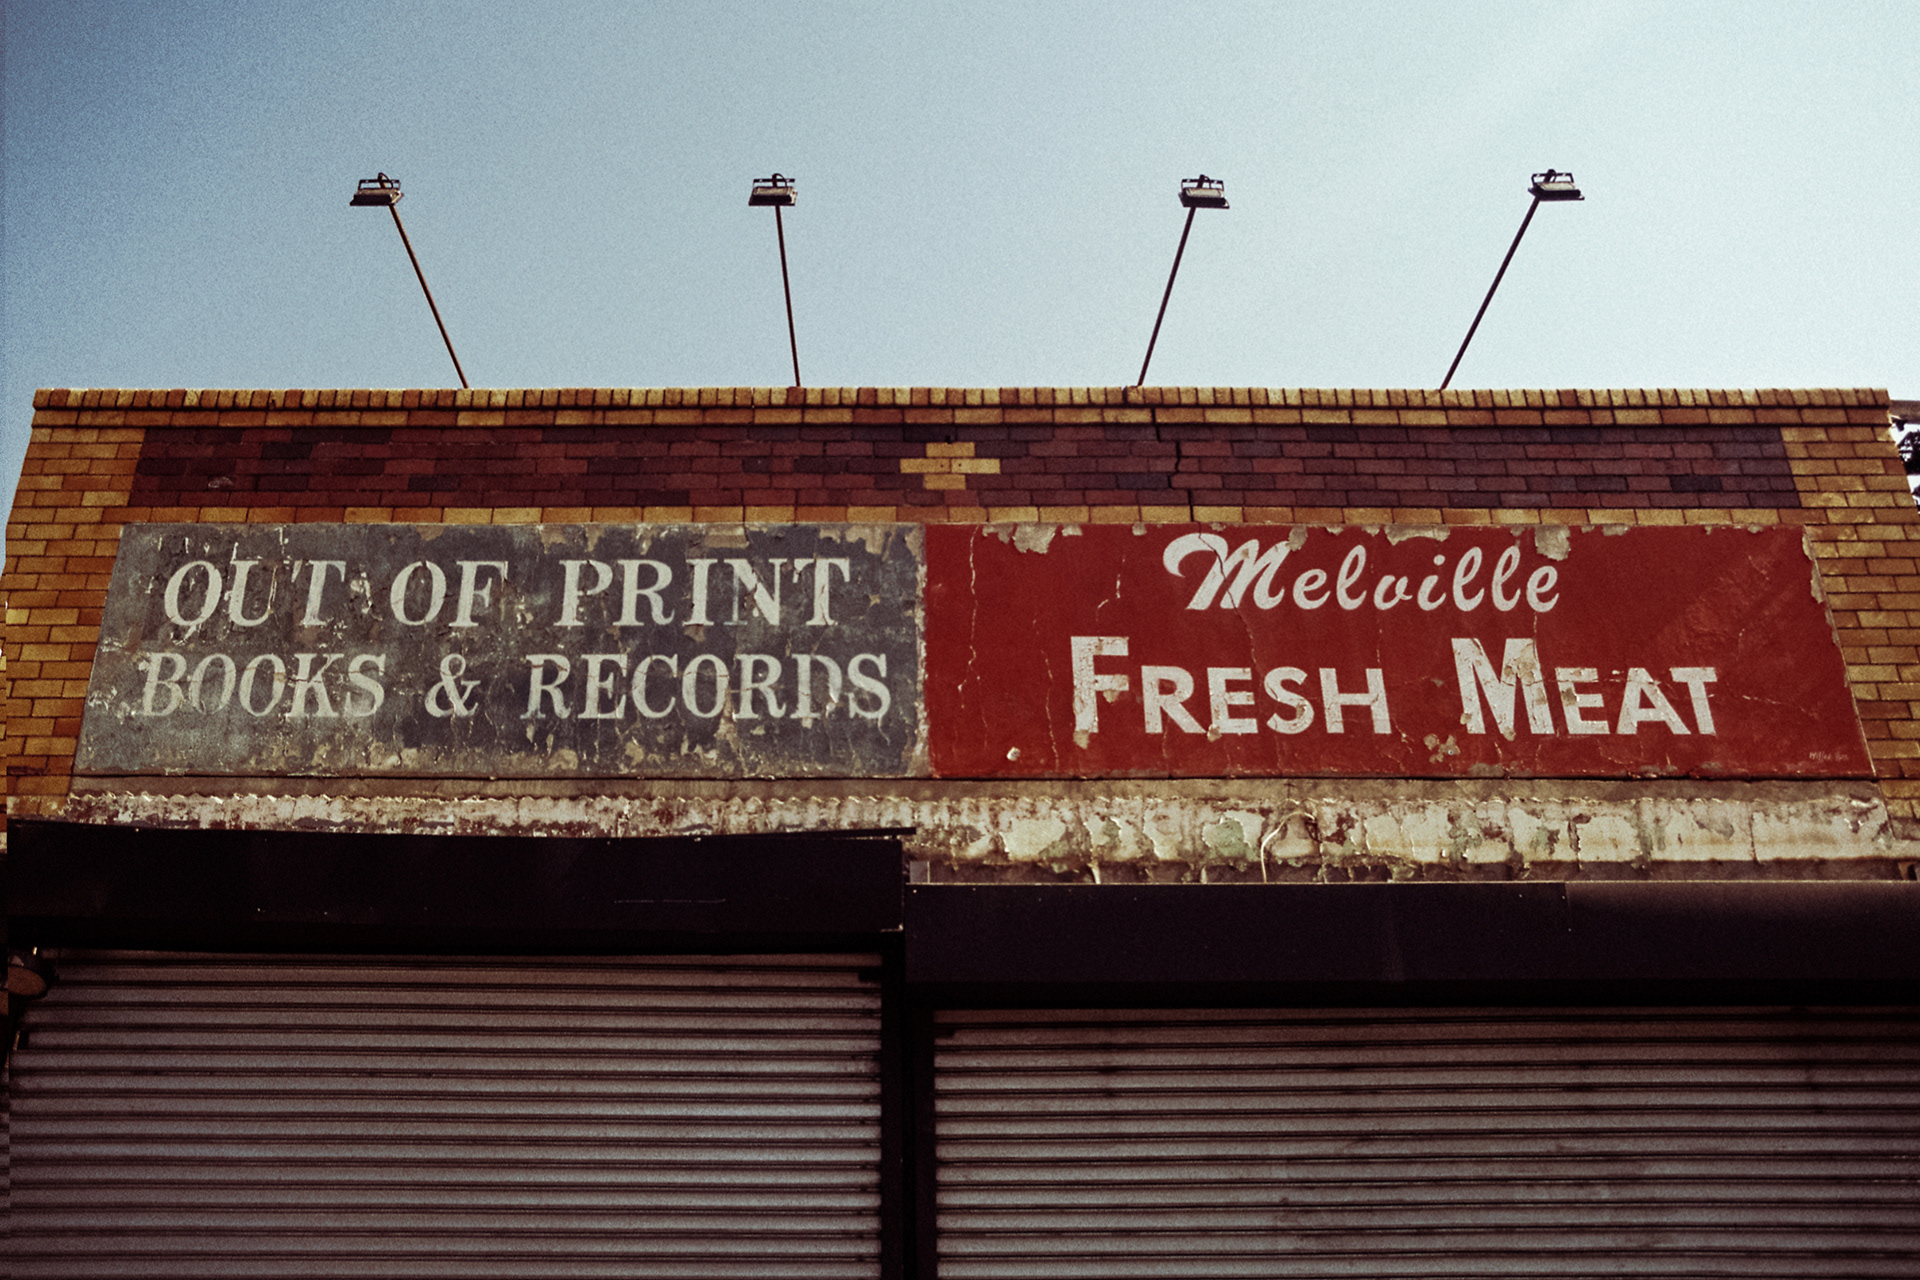 OUT OF PRINT
BOOKS & RECORDS
Melville
FRESH MEAT